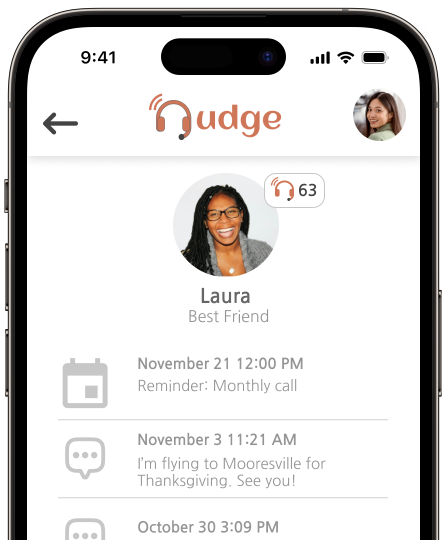 9:41
nudge
63
Laura
Best Friend
November 21 12:00 PM
Reminder: Monthly call
November 3 11:21 AM
I'm flying to Mooresville for
Thanksgiving. See you!
October 30 3:09 PM